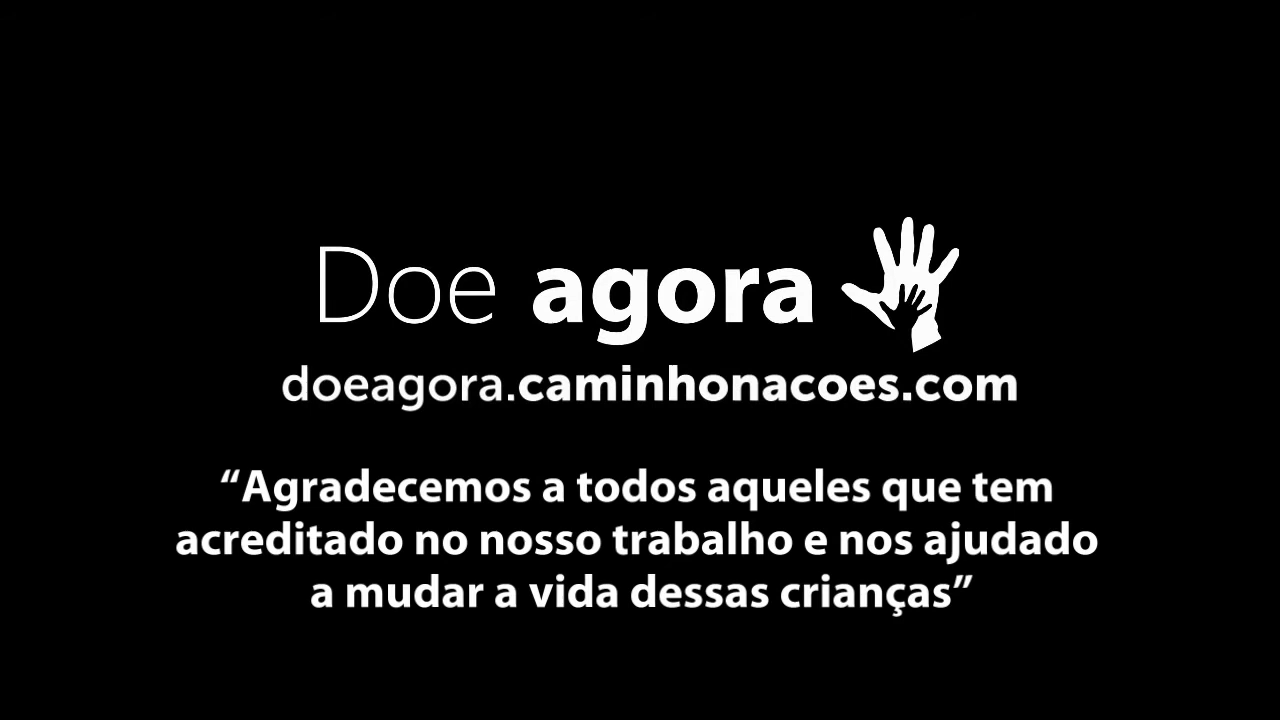 Doe agora
doeagora.caminhonacoes.com
“Agradecemos a todos aqueles que tem
acreditado no nosso trabalho e nos ajudado
a mudar a vida dessas crianças”